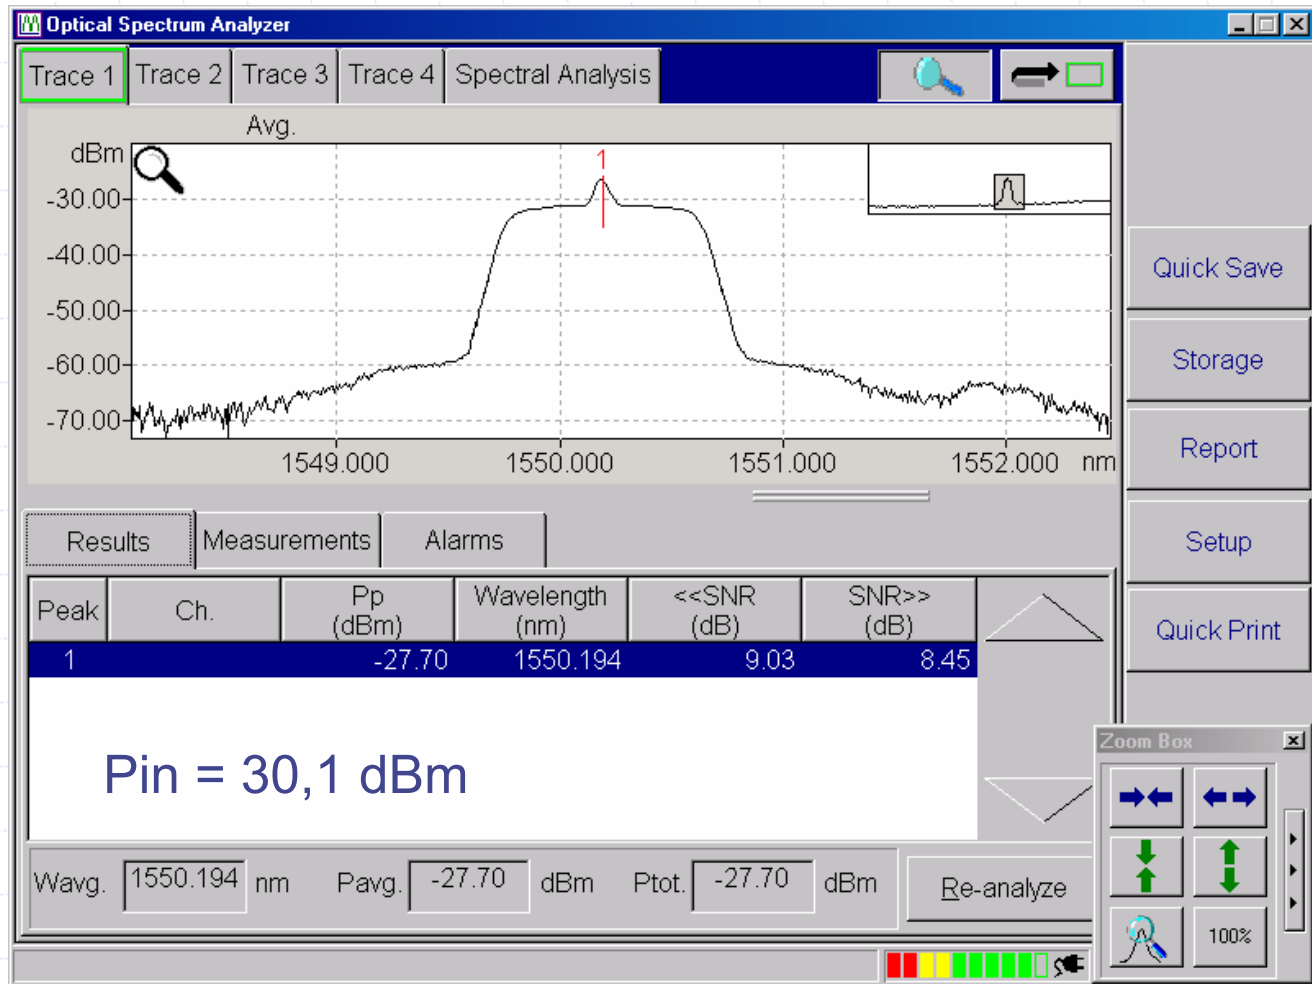 Optical Spectrum Analyzer
Trace 1 Trace 2 Trace 3 Trace 4 Spectral Analysis
Avg.
dBm
1
-30.00
-40.00
-50.00
-60.00
-70.00
1549.000 1550.000 1551.000 1552.000 nm
Quick Save
Storage
Report
Setup
Quick Print
Results Measurements Alarms
Peak Ch. Pp (dBm) Wavelength (nm) <<SNR (dB) SNR>> (dB)
1 -27.70 1550.194 9.03 8.45
Pin = 30,1 dBm
Wavg. 1550.194 nm Pavg. -27.70 dBm Ptot. -27.70 dBm Re-analyze
Zoom Box
100%